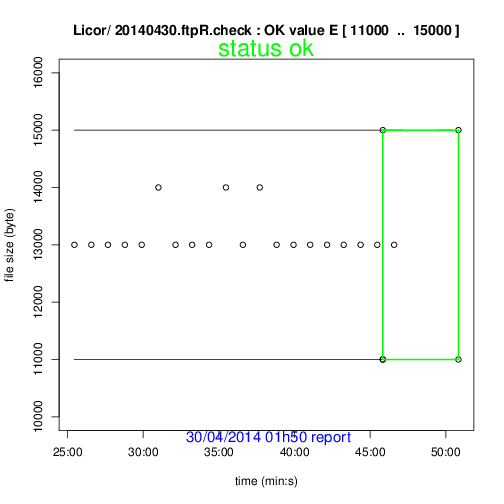 Licor/ 20140430.ftpR.check : OK value E [ 11000 .. 15000 ]
status ok
file size (byte)
16000
15000
14000
13000
12000
11000
10000
30/04/2014 01h50 report
25:00 30:00 35:00 40:00 45:00 50:00
time (min:s)